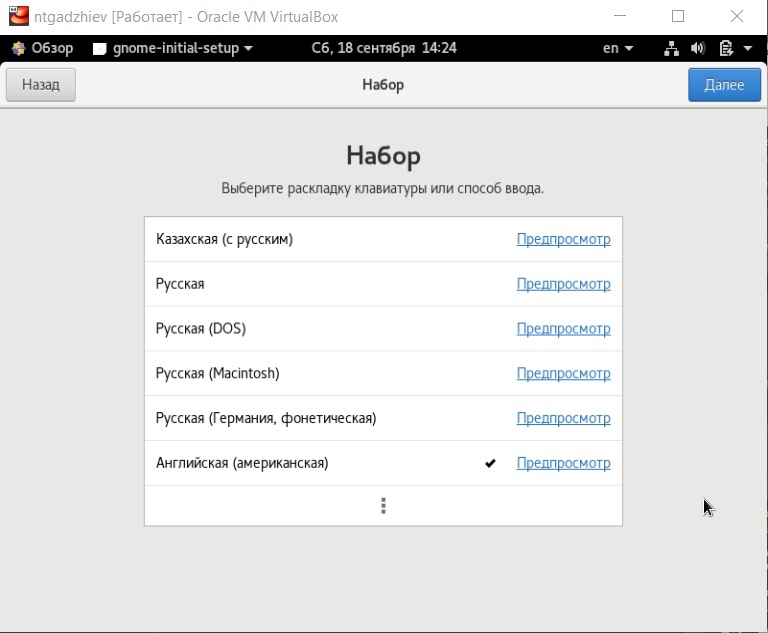 ntgadzhiev [Работает] - Oracle VM VirtualBox
Обзор gnome-initial-setup Сб, 18 сентября 14:24 en
Назад Набор Далее
Набор
Выберите раскладку клавиатуры или способ ввода.
Казахская (с русским) Предпросмотр
Русская Предпросмотр
Русская (DOS) Предпросмотр
Русская (Macintosh) Предпросмотр
Русская (Германия, фонетическая) Предпросмотр
Английская (американская) Предпросмотр